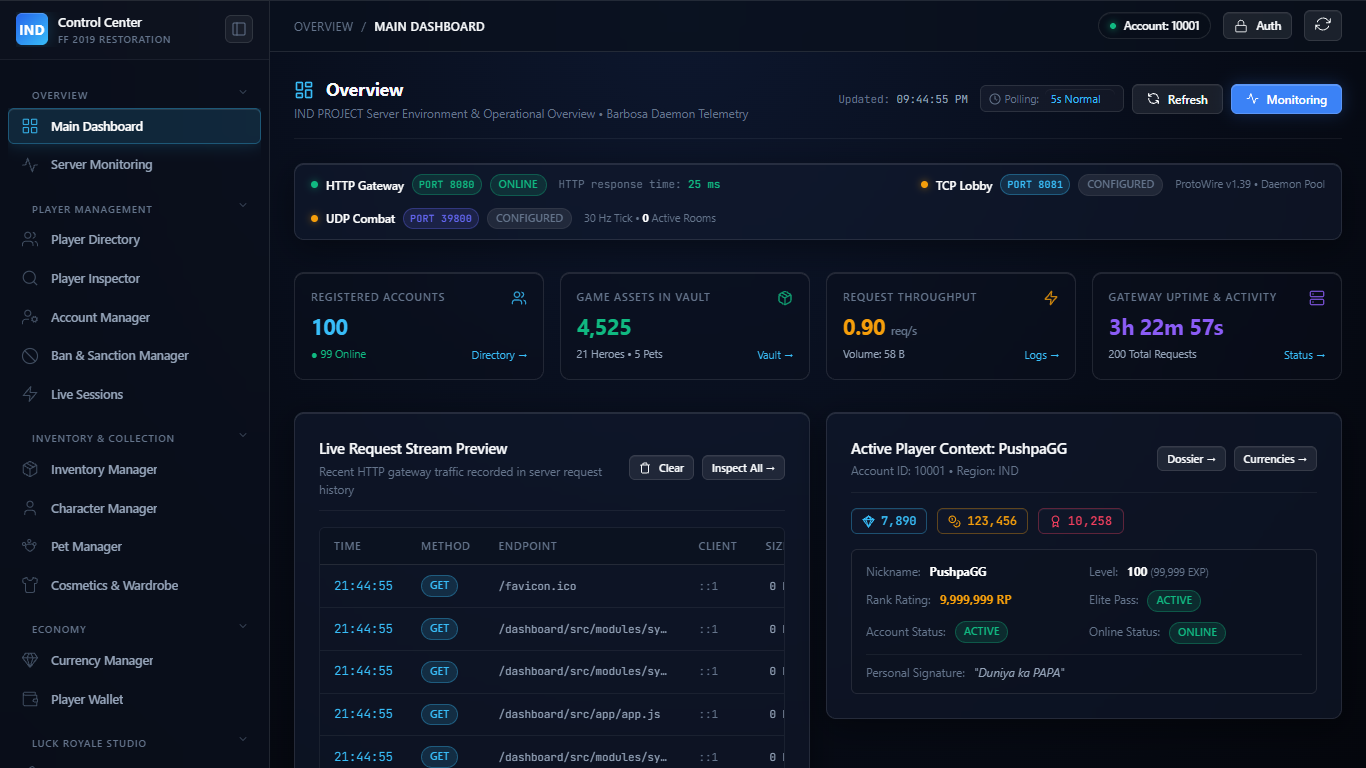 IND
Control Center
FF 2019 RESTORATION
OVERVIEW / MAIN DASHBOARD
Account: 10001
Auth
OVERVIEW
Main Dashboard
Server Monitoring
PLAYER MANAGEMENT
Player Directory
Player Inspector
Account Manager
Ban & Sanction Manager
Live Sessions
INVENTORY & COLLECTION
Inventory Manager
Character Manager
Pet Manager
Cosmetics & Wardrobe
ECONOMY
Currency Manager
Player Wallet
LUCK ROYALE STUDIO
Overview
IND PROJECT Server Environment & Operational Overview • Barbosa Daemon Telemetry
Updated: 09:44:55 PM
Polling: 5s Normal
Refresh
Monitoring
HTTP Gateway PORT 8080 ONLINE HTTP response time: 25 ms
TCP Lobby PORT 8081 CONFIGURED ProtoWire v1.39 • Daemon Pool
UDP Combat PORT 39800 CONFIGURED 30 Hz Tick • 0 Active Rooms
REGISTERED ACCOUNTS
100
● 99 Online Directory →
GAME ASSETS IN VAULT
4,525
21 Heroes • 5 Pets Vault →
REQUEST THROUGHPUT
0.90 req/s
Volume: 58 B Logs →
GATEWAY UPTIME & ACTIVITY
3h 22m 57s
200 Total Requests Status →
Live Request Stream Preview
Recent HTTP gateway traffic recorded in server request
history
Clear
Inspect All →
TIME METHOD ENDPOINT CLIENT
21:44:55 GET /favicon.ico ::1 0
21:44:55 GET /dashboard/src/modules/sy… ::1 0
21:44:55 GET /dashboard/src/modules/sy… ::1 0
21:44:55 GET /dashboard/src/app/app.js ::1 0
21:44:55 GET /dashboard/src/modules/sy… ::1 0
Active Player Context: PushpaGG
Account ID: 10001 • Region: IND
Dossier →
Currencies →
7,890
123,456
10,258
Nickname: PushpaGG
Level: 100 (99,999 EXP)
Rank Rating: 9,999,999 RP
Elite Pass: ACTIVE
Account Status: ACTIVE
Online Status: ONLINE
Personal Signature: "Duniya ka PAPA"